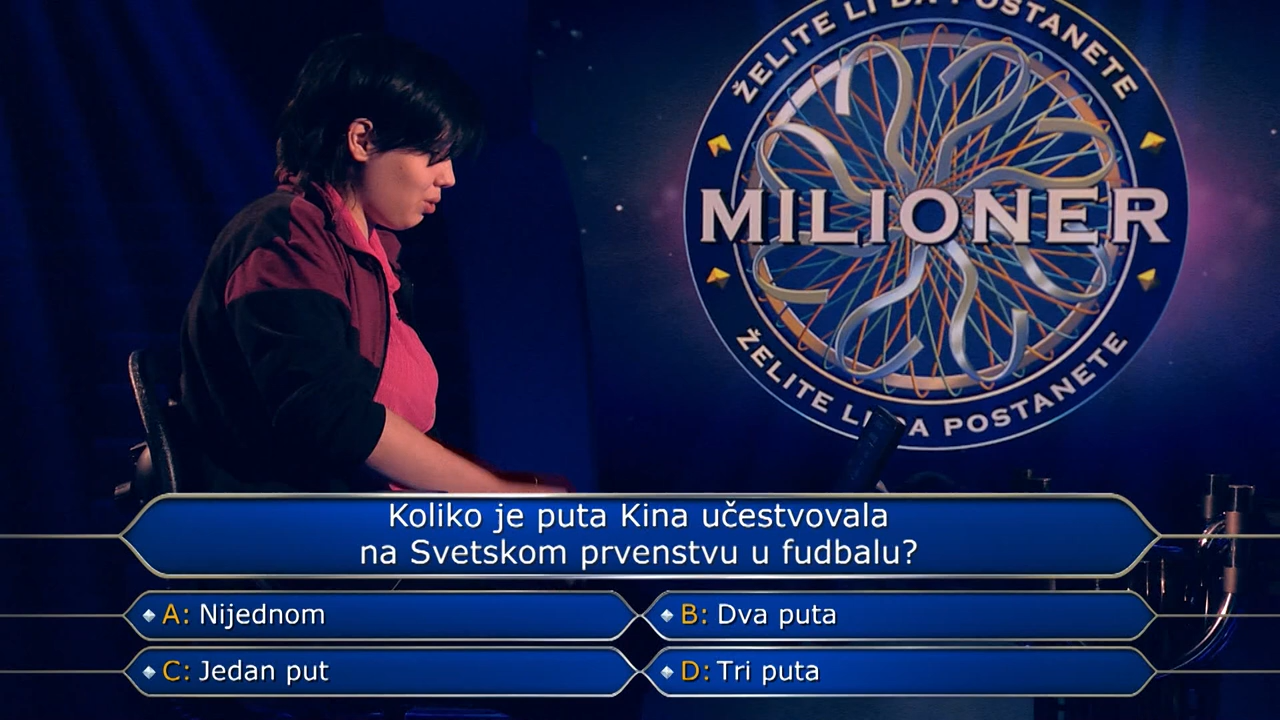 ŽELITE LI DA POSTANETE
MILIONER
ŽELITE LI DA POSTANETE
Koliko je puta Kina učestvovala
na Svetskom prvenstvu u fudbalu?
A: Nijednom
B: Dva puta
C: Jedan put
D: Tri puta